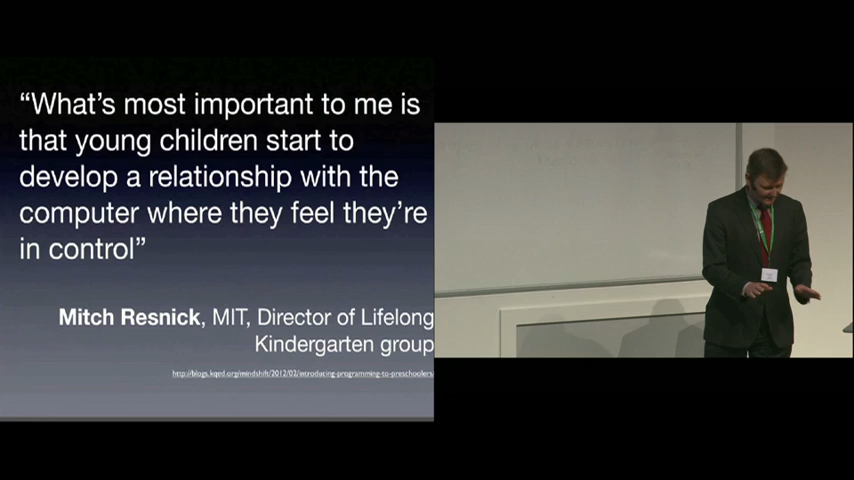 “What’s most important to me is
that young children start to
develop a relationship with the
computer where they feel they’re
in control”
Mitch Resnick, MIT, Director of Lifelong
Kindergarten group
http://blogs.kqed.org/mindshift/2012/02/introducing-programming-to-preschoolers/